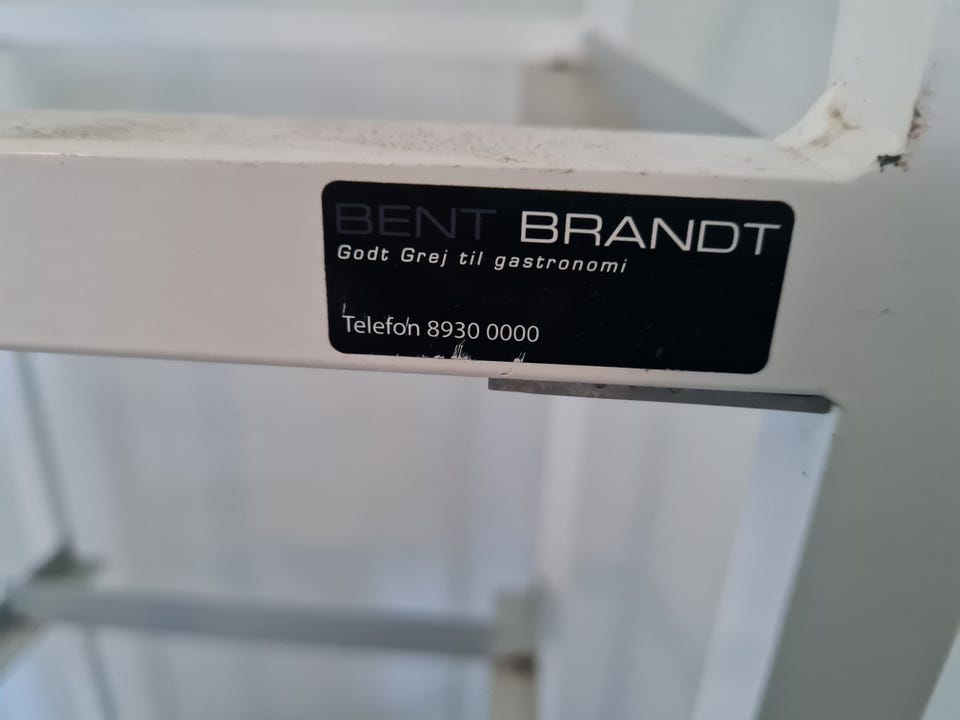 BENT BRANDT
Godt Grej til gastronomi
Telefon 8930 0000